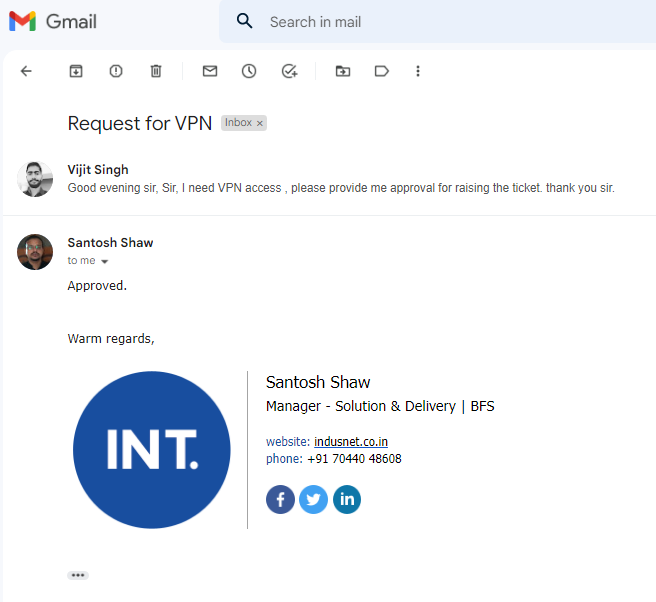 Gmail
Search in mail
Request for VPN Inbox ×
Vijit Singh
Good evening sir, Sir, I need VPN access , please provide me approval for raising the ticket. thank you sir.
Santosh Shaw
to me
Approved.
Warm regards,
INT.
Santosh Shaw
Manager - Solution & Delivery | BFS
website: indusnet.co.in
phone: +91 70440 48608